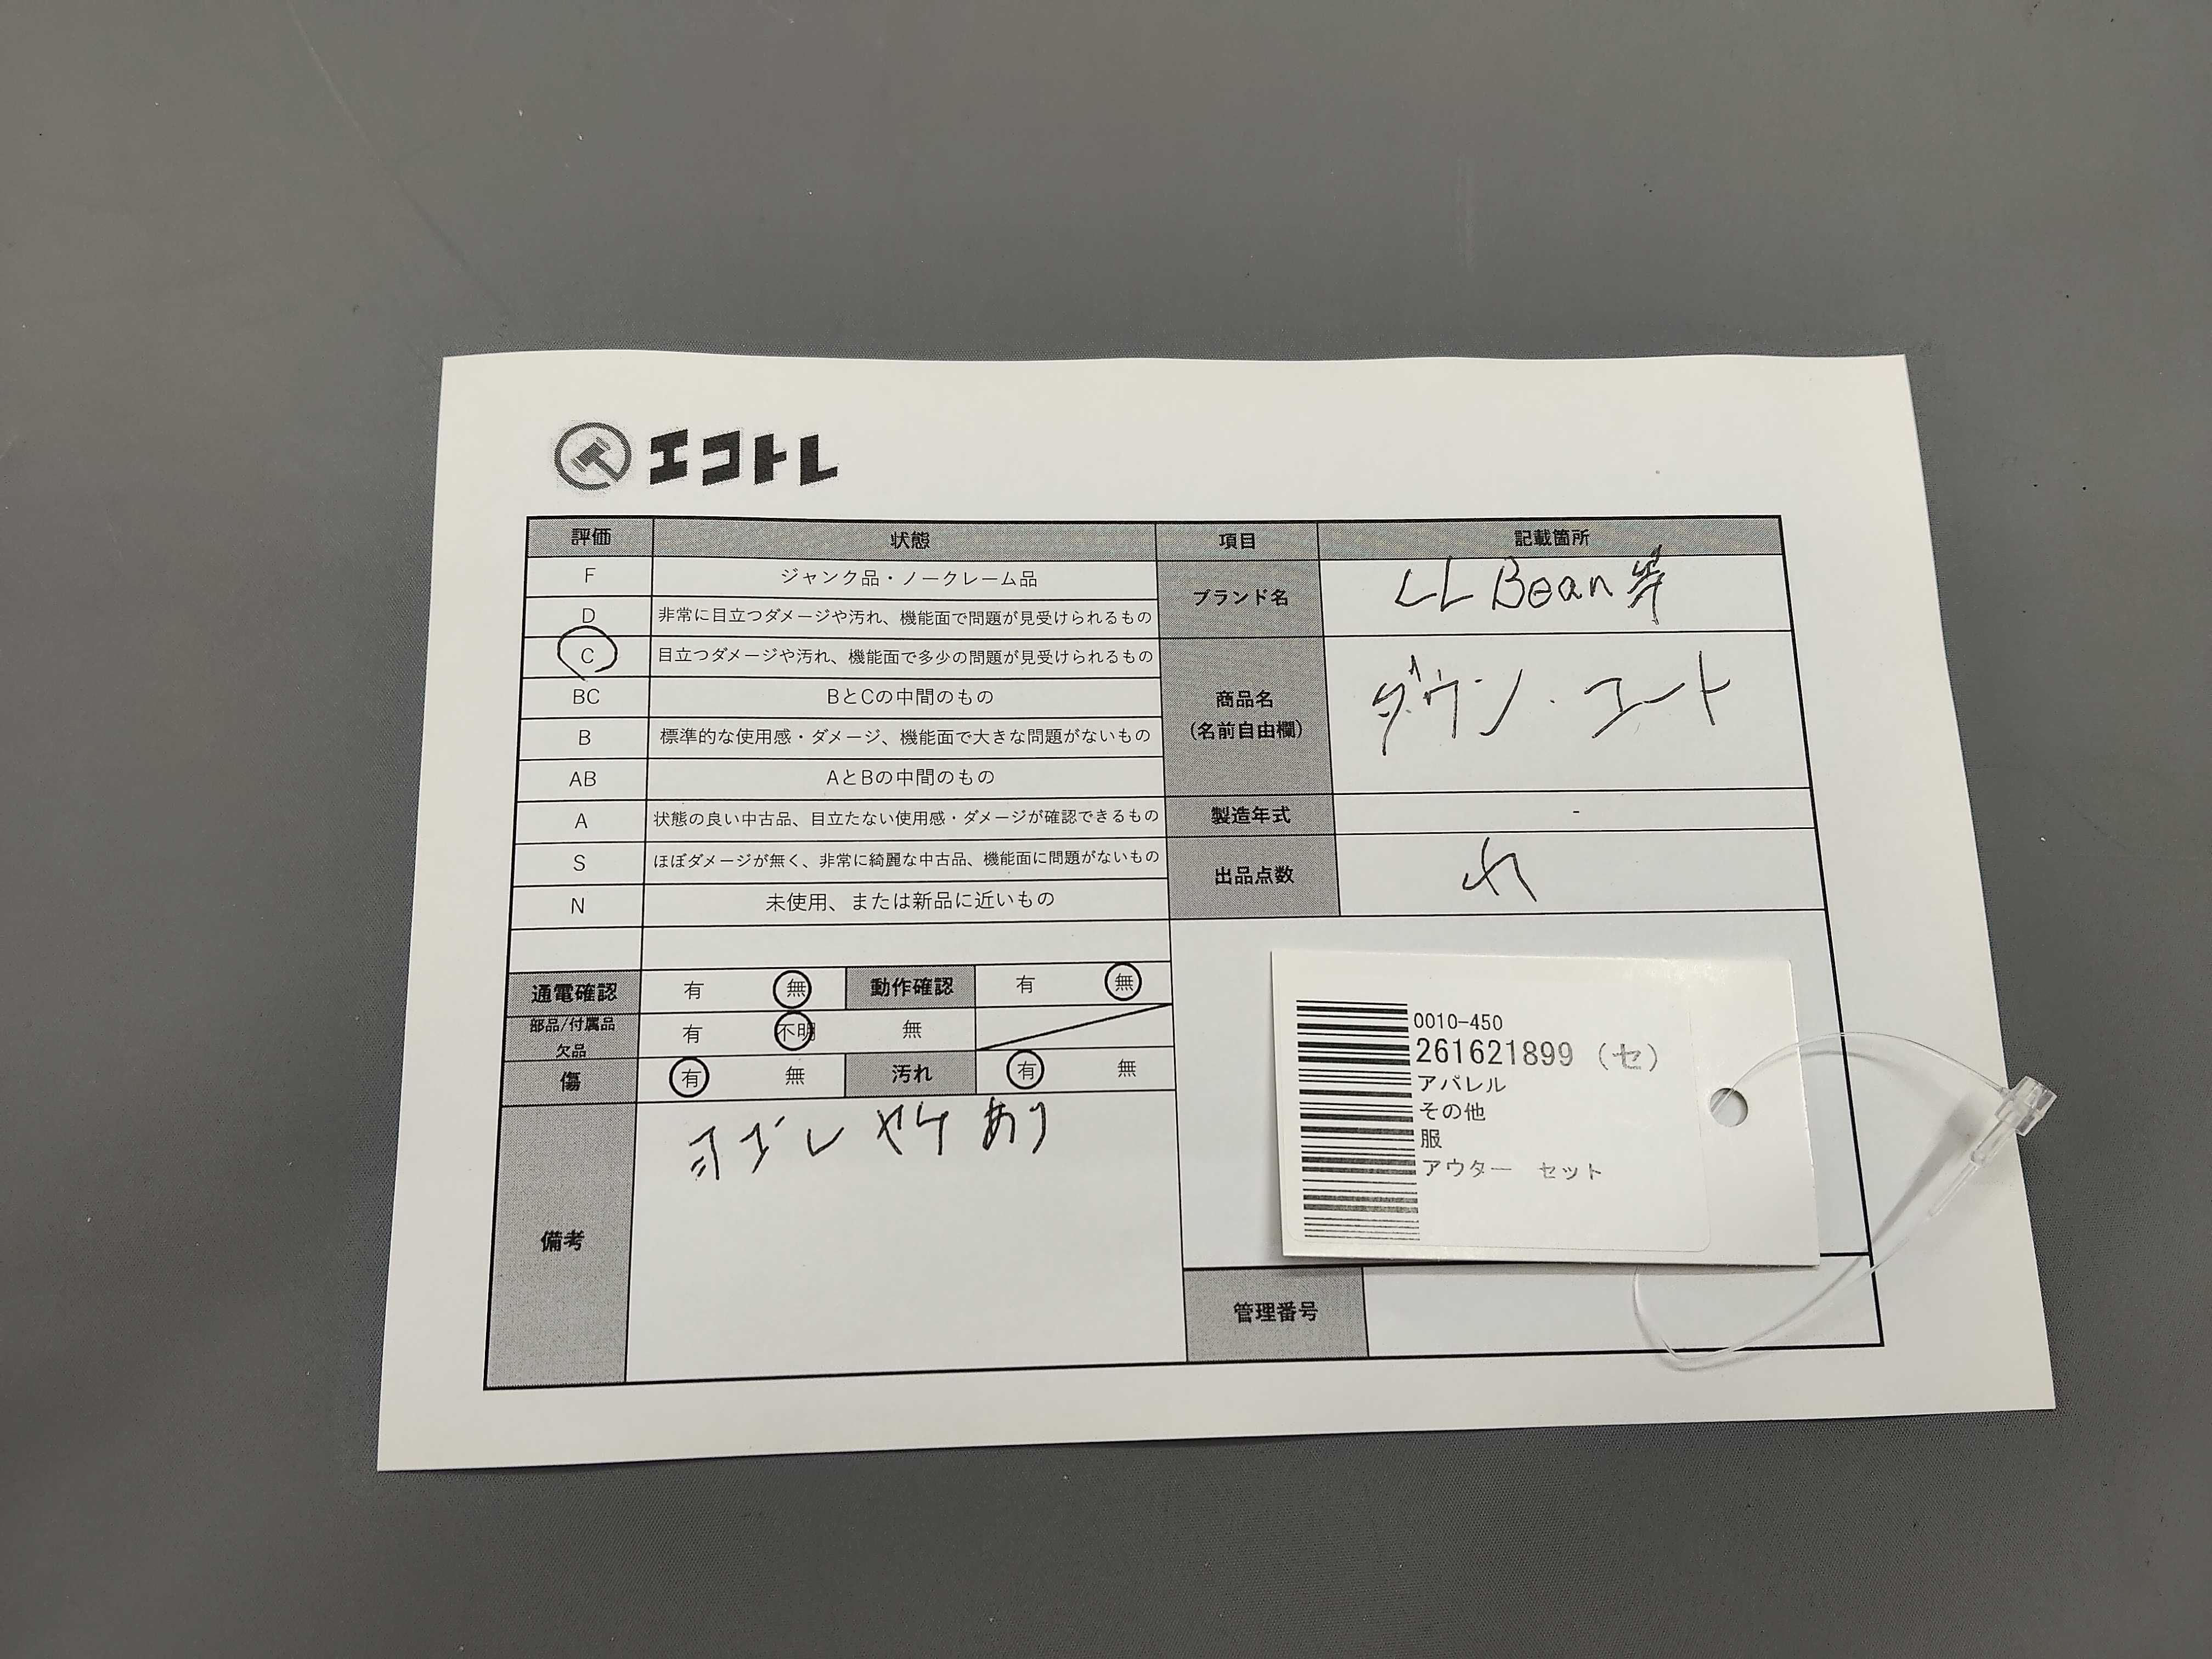 エコトレ
評価 状態 項目 記載箇所
F ジャンク品・ノークレーム品
D 非常に目立つダメージや汚れ、機能面で問題が見受けられるもの
C 目立つダメージや汚れ、機能面で多少の問題が見受けられるもの
BC BとCの中間のもの
B 標準的な使用感・ダメージ、機能面で大きな問題がないもの
AB AとBの中間のもの
A 状態の良い中古品、目立たない使用感・ダメージが確認できるもの
S ほぼダメージが無く、非常に綺麗な中古品、機能面に問題がないもの
N 未使用、または新品に近いもの
ブランド名 LL Bean 等
商品名
(名前自由欄)
ダウン・コート
製造年式 -
出品点数
通電確認 有 無 動作確認 有 無
部品/付属品
欠品
有 不明 無
傷 有 無 汚れ 有 無
備考
ヨゴレ ヤケ あり
0010-450
261621899 (セ)
アパレル
その他
服
アウター セット
管理番号